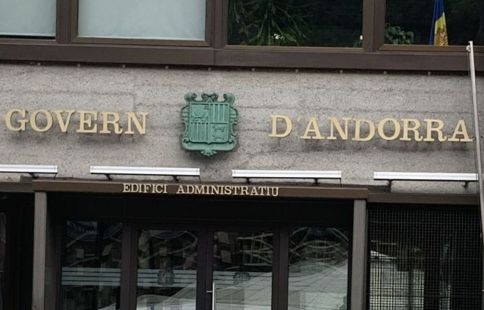 GOVERN D'ANDORRA
EDIFICI ADMINISTRATIU